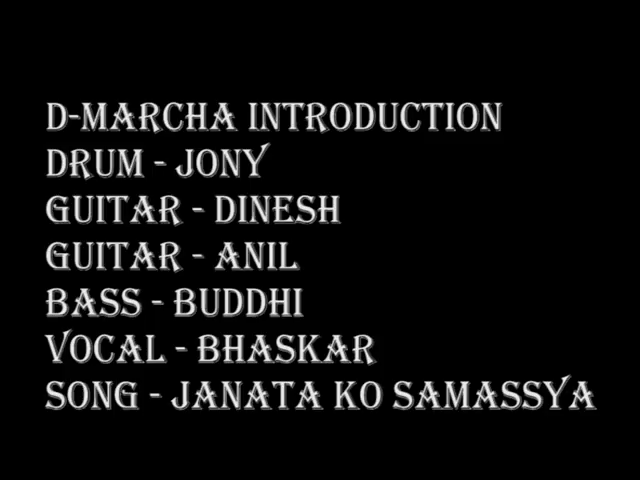 D-MARCHA INTRODUCTION
DRUM - JONY
GUITAR - DINESH
GUITAR - ANIL
BASS - BUDDHI
VOCAL - BHASKAR
SONG - JANATA KO SAMASSYA